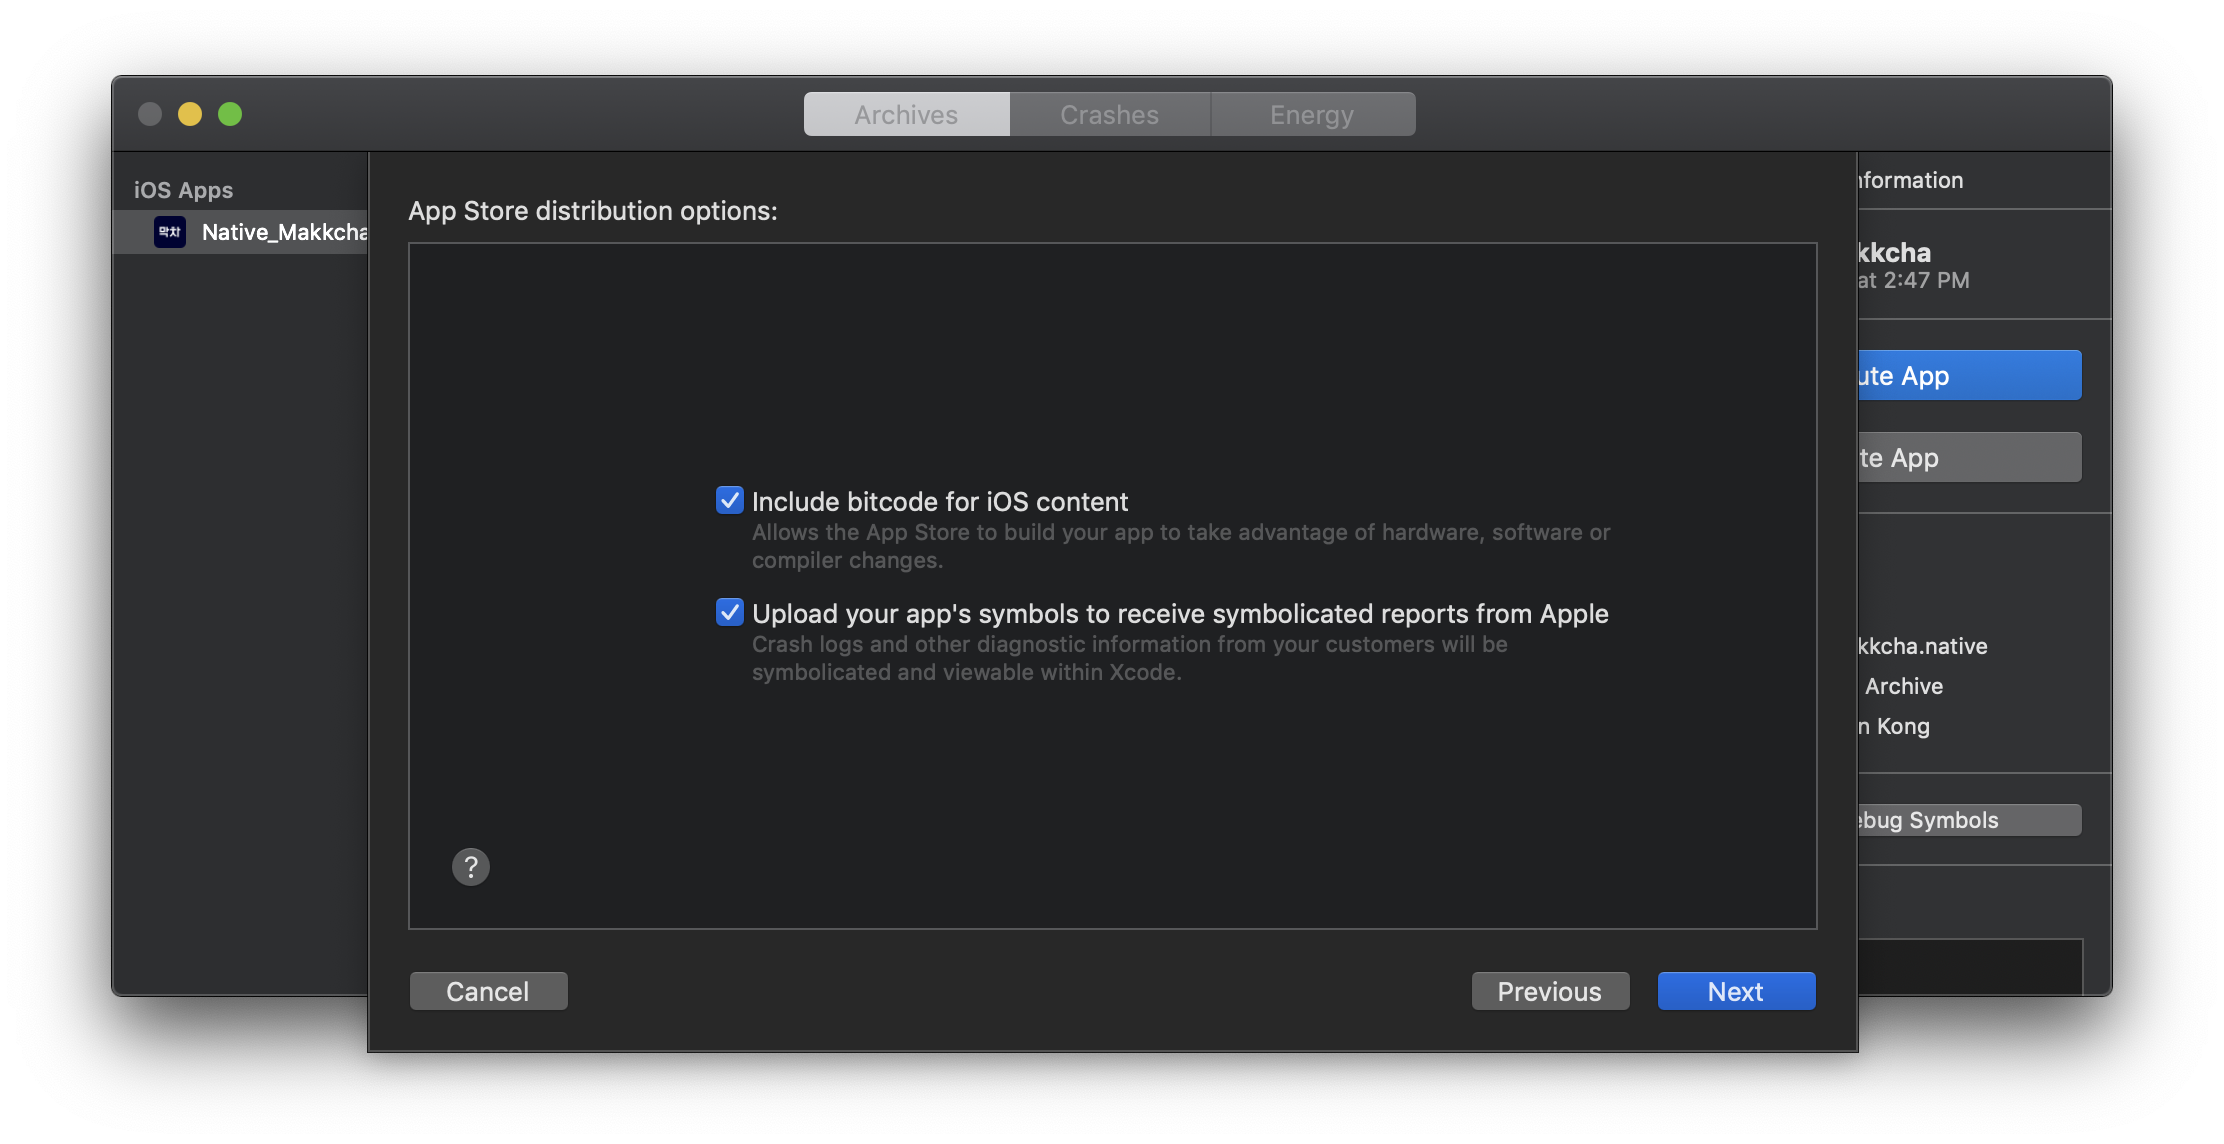 Archives
Crashes
Energy
iOS Apps
막차
Native_Makkcha
App Store distribution options:
Include bitcode for iOS content
Allows the App Store to build your app to take advantage of hardware, software or
compiler changes.
Upload your app's symbols to receive symbolicated reports from Apple
Crash logs and other diagnostic information from your customers will be
symbolicated and viewable within Xcode.
?
Cancel
Previous
Next
nformation
kkcha
at 2:47 PM
ute App
te App
kkcha.native
Archive
n Kong
ebug Symbols